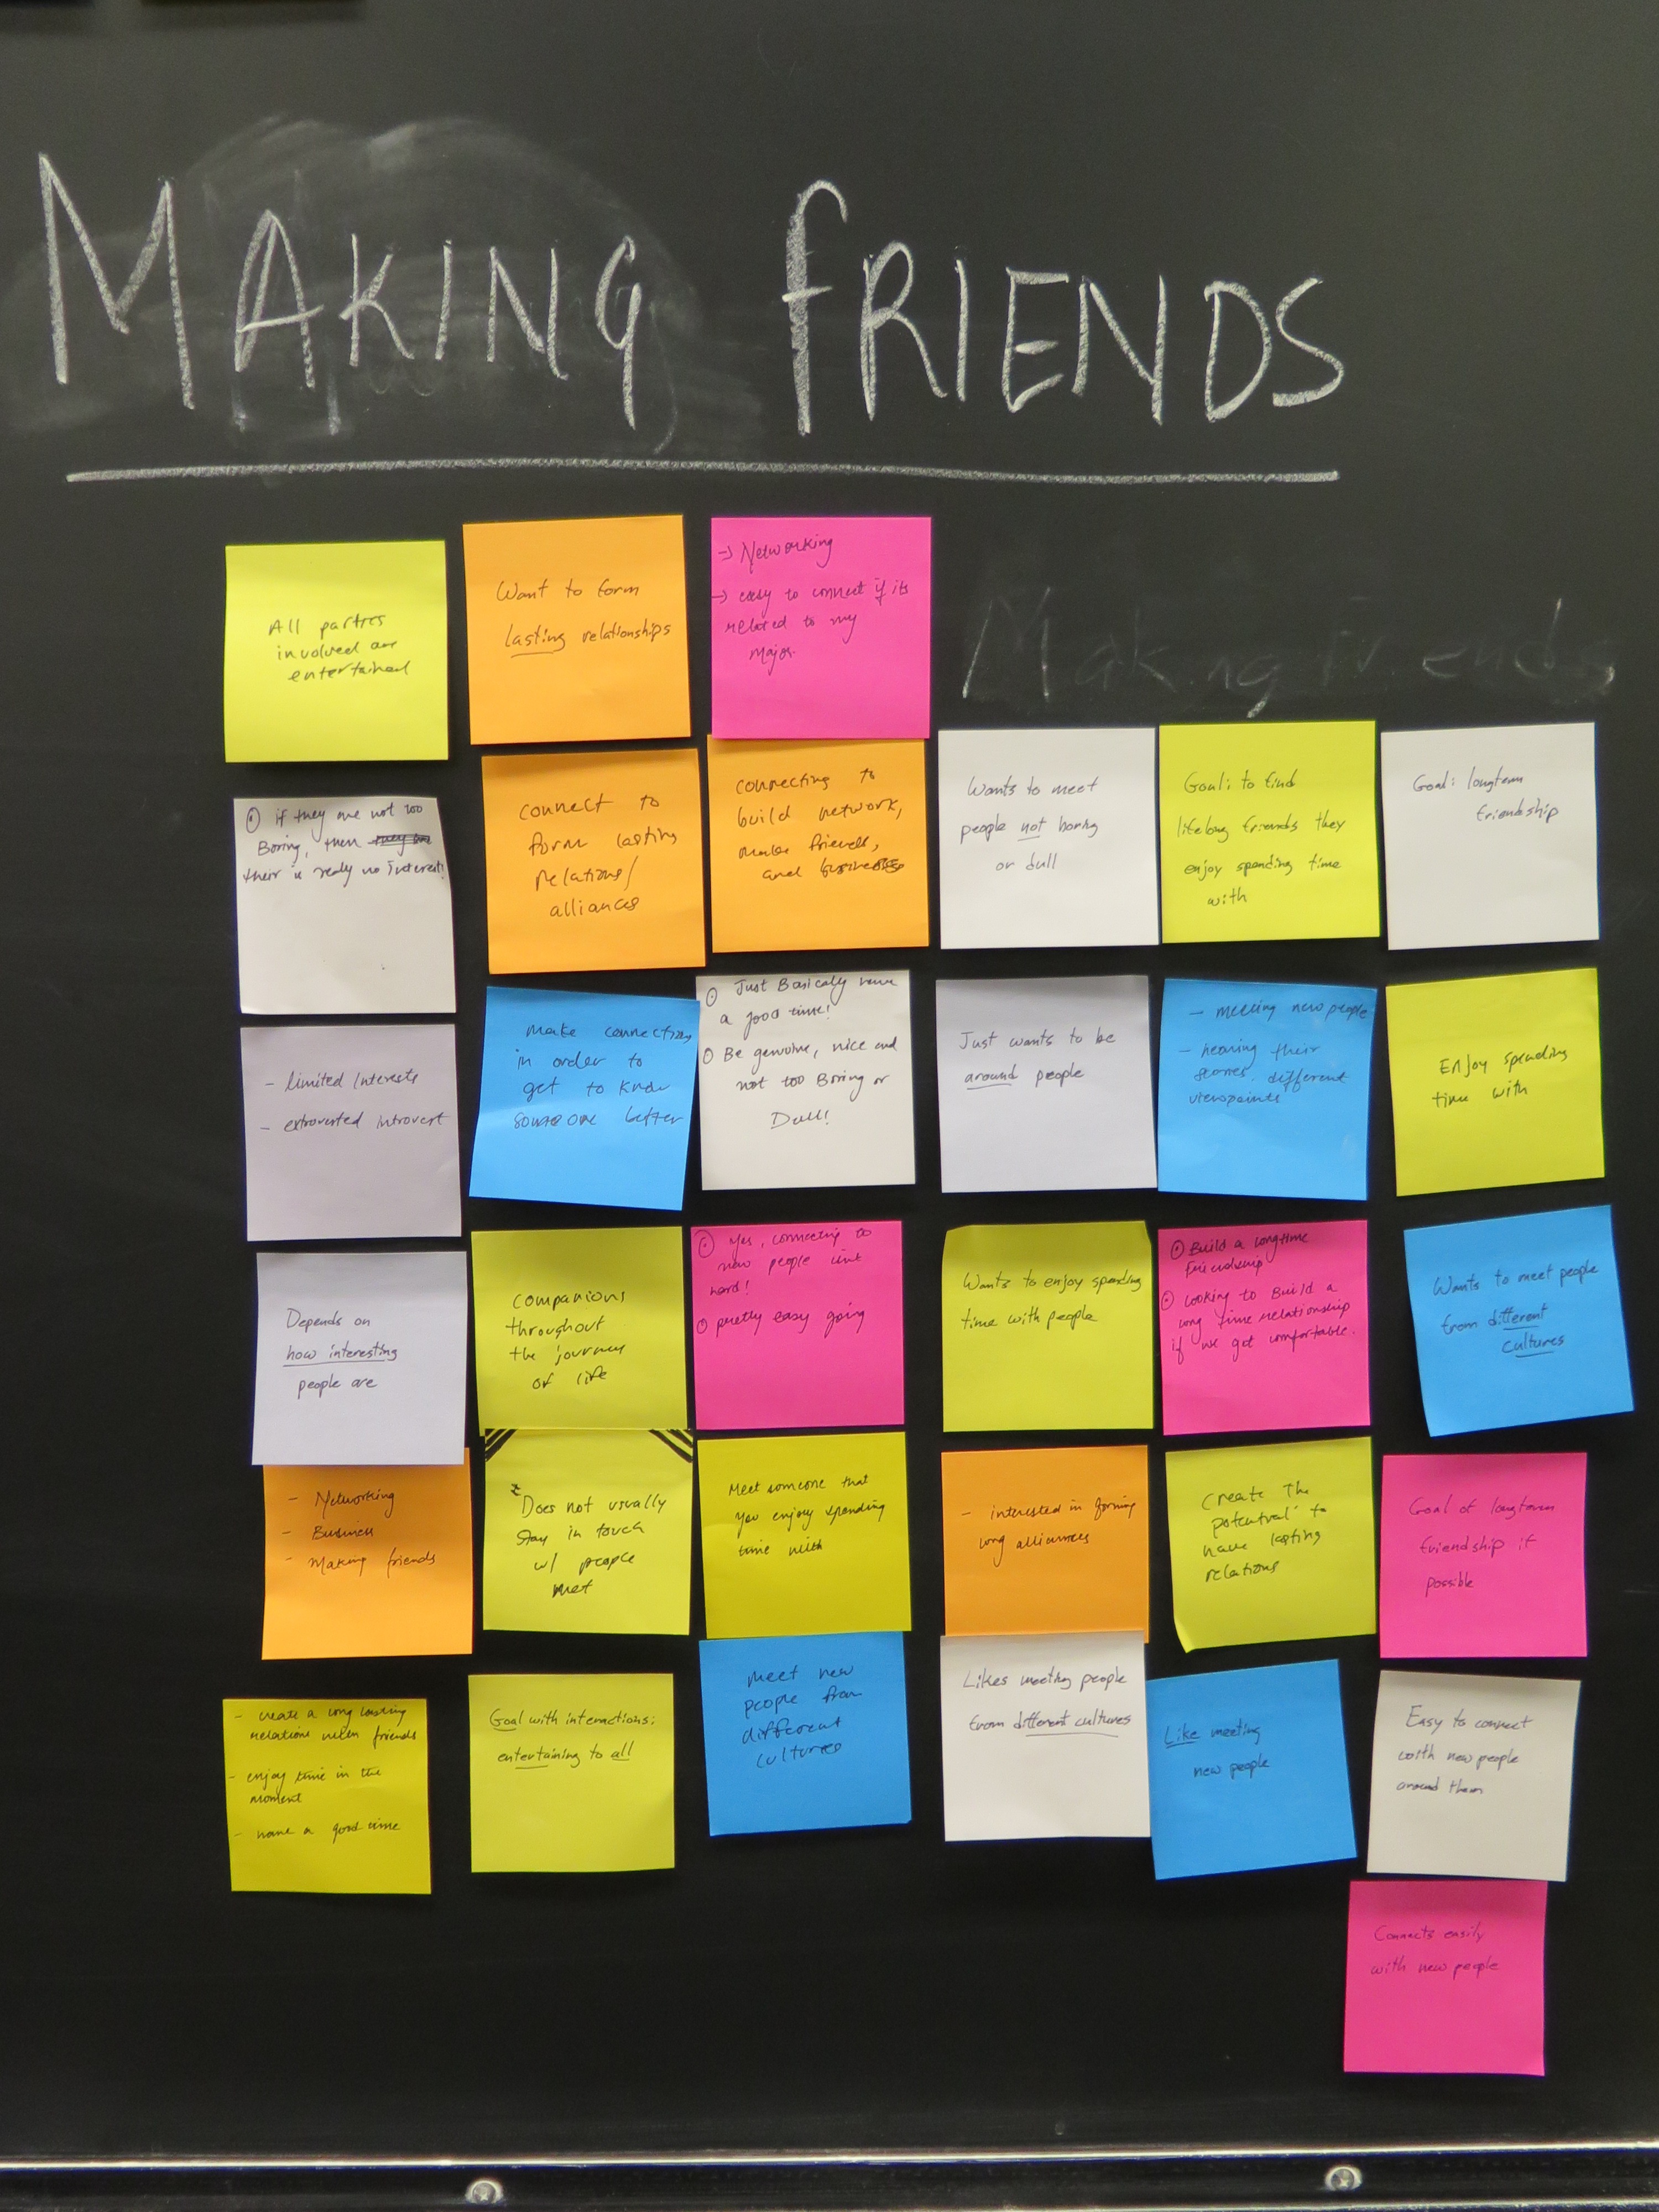 MAKING FRIENDS
Making Friends
All parties
involved are
entertained
Want to form
lasting relationships
→ Networking
→ easy to connect if its
related to my
major.
if they are not too
Boring, then
their is really no interest!
connect to
form lasting
relations/
alliances
connecting to
build network,
make friends,
and business
Wants to meet
people not boring
or dull
Goal: to find
lifelong friends they
enjoy spending time
with
Goal: longterm
friendship
- limited Interests
- extroverted introvert
make connections
in order to
get to know
someone better
Just Basically have
a good time!
Be genuine, nice and
not too Boring or
Dull!
Just wants to be
around people
- meeting new people
- hearing their
stories, different
viewpoints
Enjoy spending
time with
Depends on
how interesting
people are
companions
throughout
the journey
of life
Yes, connecting to
new people isnt
hard!
pretty easy going
Wants to enjoy spending
time with people
Build a longtime
friendship
looking to Build a
long time relationship
if we got comfortable.
Wants to meet people
from different
cultures
- Networking
- Business
- Making friends
Does not usually
stay in touch
w/ people
met
Meet someone that
you enjoy spending
time with
- interested in forming
long alliances
create the
potential to
have lasting
relations
Goal of longterm
friendship if
possible
- create a long lasting
relation with friends
- enjoy time in the
moment
- have a good time
Goal with interactions:
entertaining to all
meet new
people from
different
cultures
Likes meeting people
from different cultures
Like meeting
new people
Easy to connect
with new people
around them
Connects easily
with new people